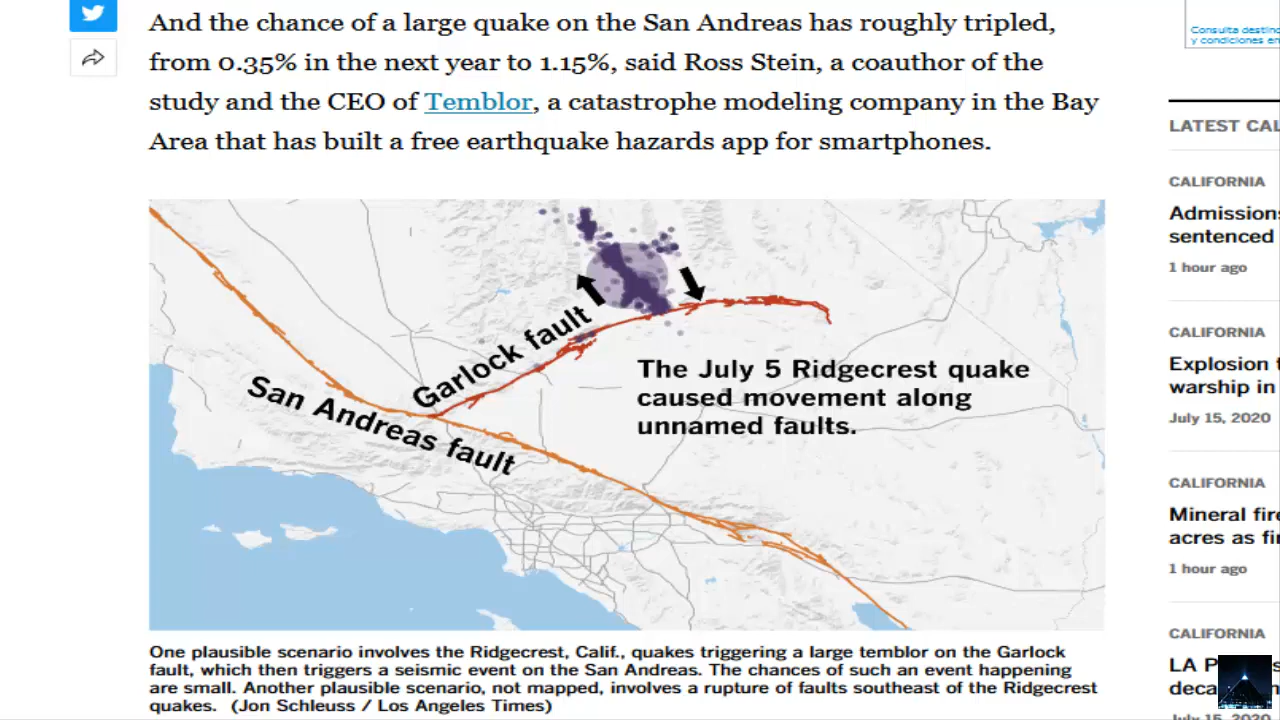 And the chance of a large quake on the San Andreas has roughly tripled,
from 0.35% in the next year to 1.15%, said Ross Stein, a coauthor of the
study and the CEO of Temblor, a catastrophe modeling company in the Bay
Area that has built a free earthquake hazards app for smartphones.
Garlock fault
San Andreas fault
The July 5 Ridgecrest quake
caused movement along
unnamed faults.
One plausible scenario involves the Ridgecrest, Calif., quakes triggering a large temblor on the Garlock
fault, which then triggers a seismic event on the San Andreas. The chances of such an event happening
are small. Another plausible scenario, not mapped, involves a rupture of faults southeast of the Ridgecrest
quakes. (Jon Schleuss / Los Angeles Times)
Consulta destino
y condiciones en
LATEST CAL
CALIFORNIA
Admissions
sentenced
1 hour ago
CALIFORNIA
Explosion t
warship in
July 15, 2020
CALIFORNIA
Mineral fire
acres as fir
1 hour ago
CALIFORNIA
LA P
deca
July 15, 2020